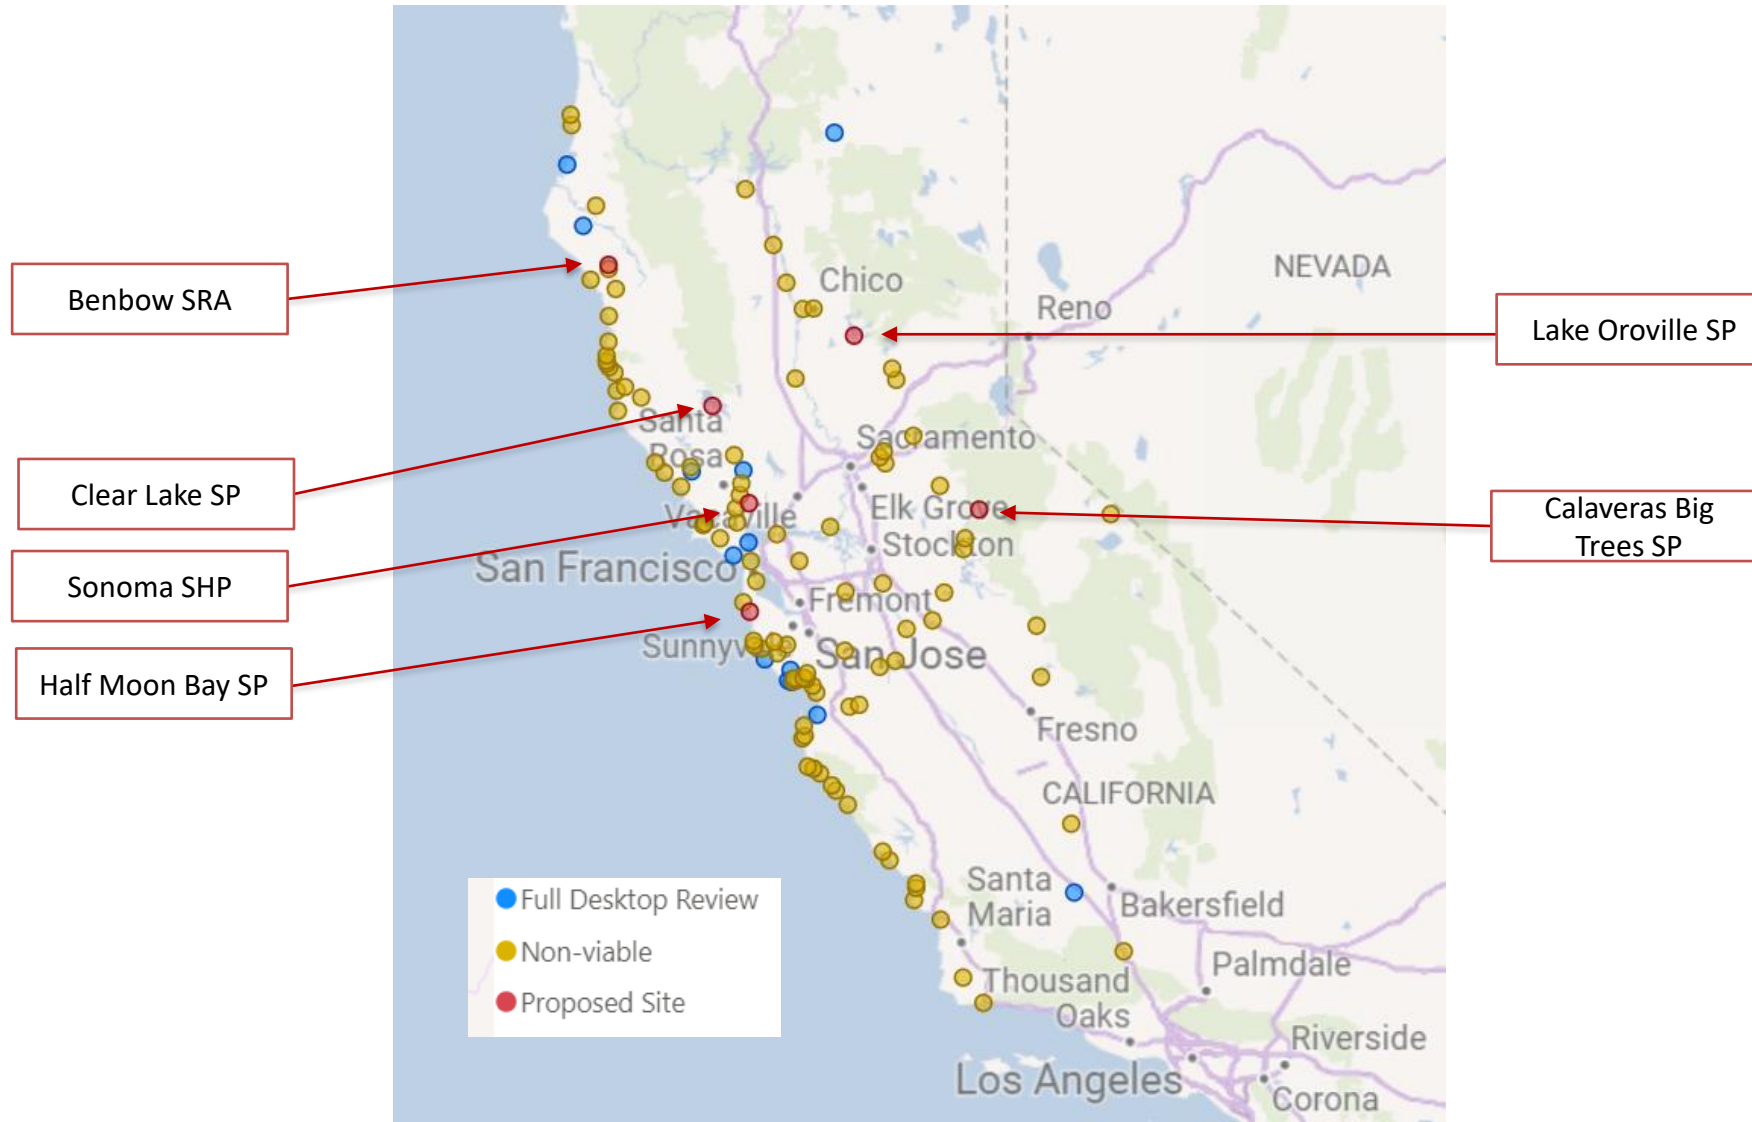 NEVADA
Chico
Reno
Benbow SRA
Lake Oroville SP
Santa
Rosa
Sacramento
Clear Lake SP
Vacaville
Elk Grove
Stockton
Calaveras Big
Trees SP
San Francisco
Sonoma SHP
Fremont
Sunnyv
San Jose
Half Moon Bay SP
Fresno
CALIFORNIA
Santa
Maria
Bakersfield
Full Desktop Review
Non-viable
Proposed Site
Palmdale
Thousand
Oaks
Riverside
Los Angeles
Corona